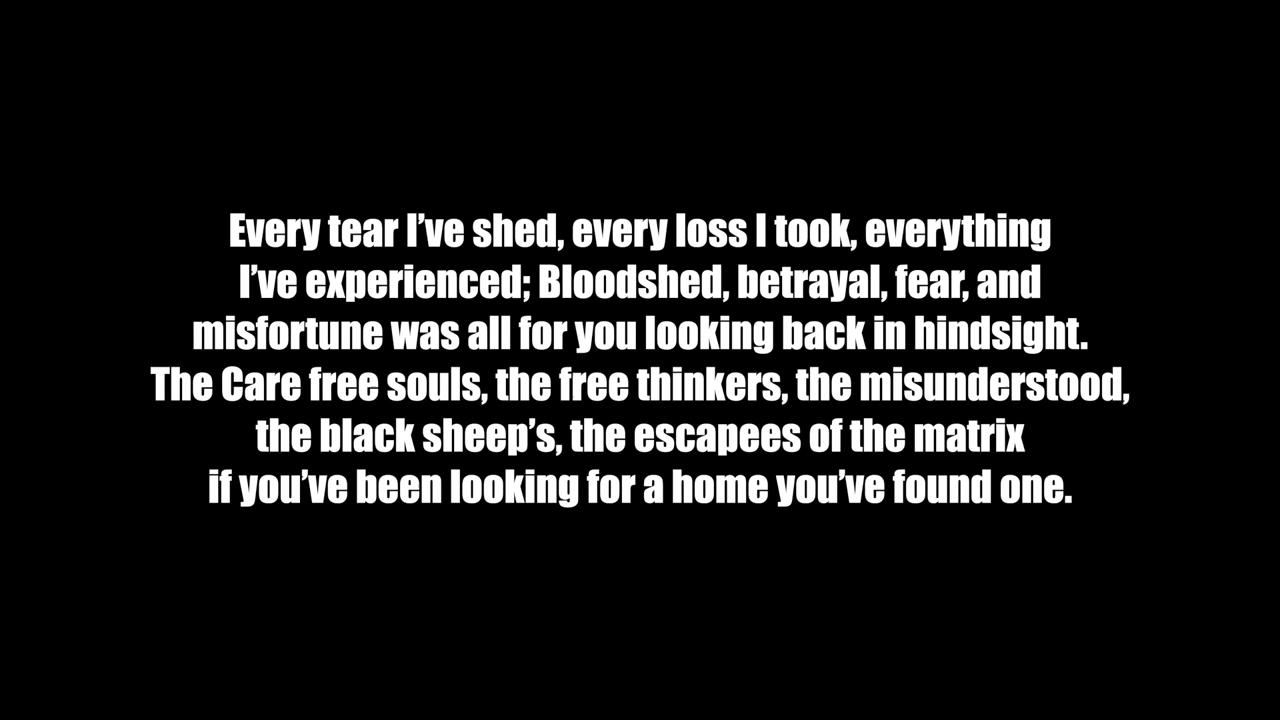 Every tear I’ve shed, every loss I took, everything
I’ve experienced; Bloodshed, betrayal, fear, and
misfortune was all for you looking back in hindsight.
The Care free souls, the free thinkers, the misunderstood,
the black sheep’s, the escapees of the matrix
if you’ve been looking for a home you’ve found one.